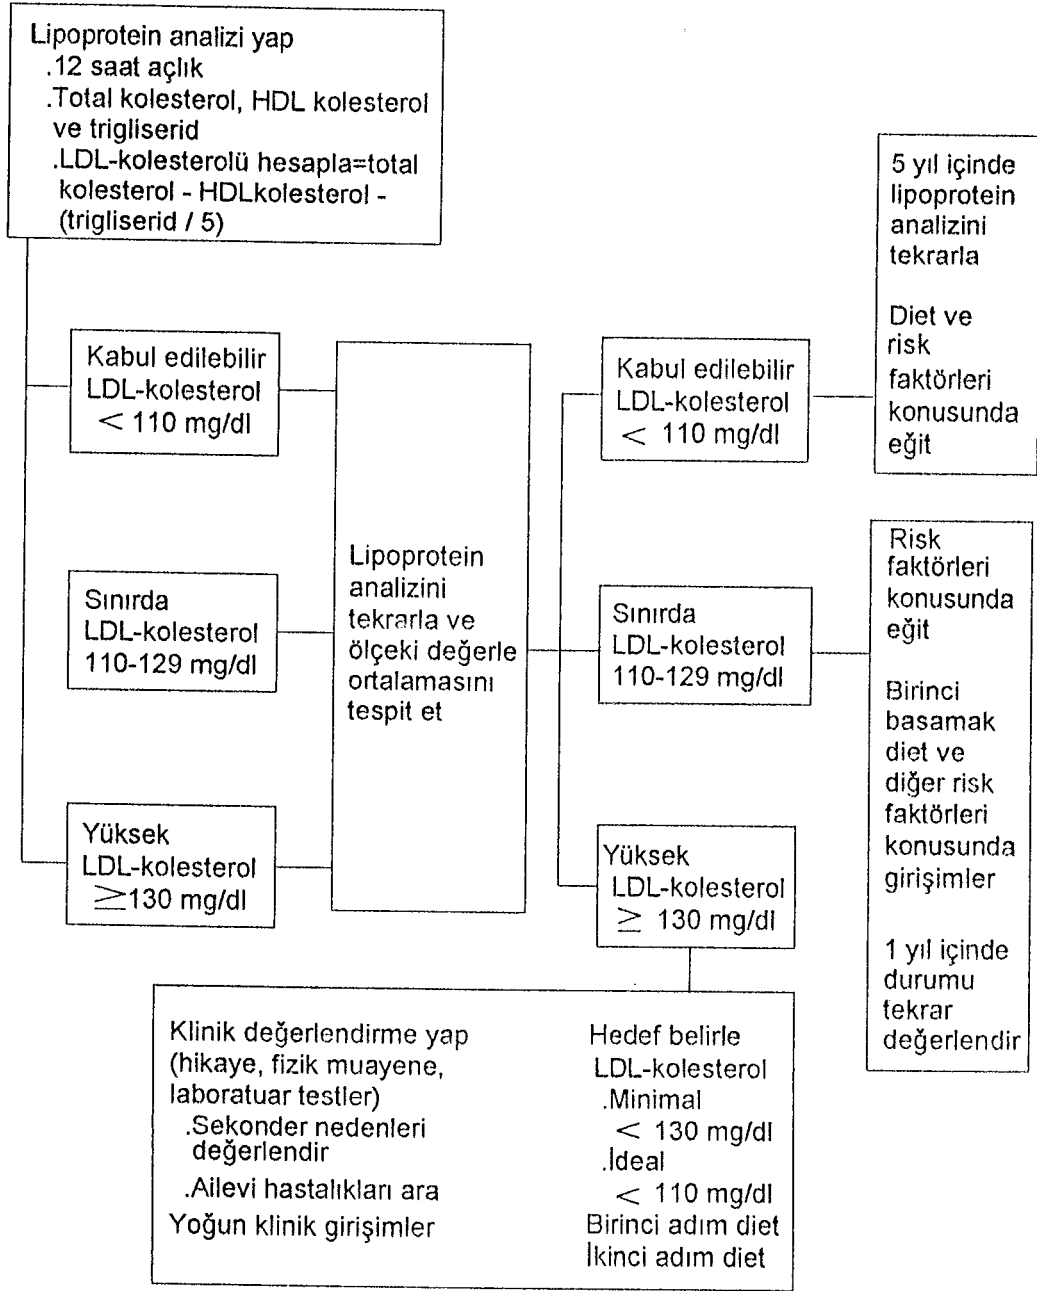 Lipoprotein analizi yap
.12 saat açlık
.Total kolesterol, HDL kolesterol
ve trigliserid
.LDL-kolesterolü hesapla=total
kolesterol - HDLkolesterol -
(trigliserid / 5)
Kabul edilebilir
LDL-kolesterol
< 110 mg/dl
Sınırda
LDL-kolesterol
110-129 mg/dl
Yüksek
LDL-kolesterol
≥130 mg/dl
Lipoprotein
analizini
tekrarla ve
ölçeki değerle
ortalamasını
tespit et
Kabul edilebilir
LDL-kolesterol
< 110 mg/dl
Sınırda
LDL-kolesterol
110-129 mg/dl
Yüksek
LDL-kolesterol
≥ 130 mg/dl
5 yıl içinde
lipoprotein
analizini
tekrarla
Diet ve
risk
faktörleri
konusunda
eğit
Risk
faktörleri
konusunda
eğit
Birinci
basamak
diet ve
diğer risk
faktörleri
konusunda
girişimler
1 yıl içinde
durumu
tekrar
değerlendir
Klinik değerlendirme yap
(hikaye, fizik muayene,
laboratuar testler)
.Sekonder nedenleri
değerlendir
.Ailevi hastalıkları ara
Yoğun klinik girişimler
Hedef belirle
LDL-kolesterol
.Minimal
< 130 mg/dl
.İdeal
< 110 mg/dl
Birinci adım diet
İkinci adım diet